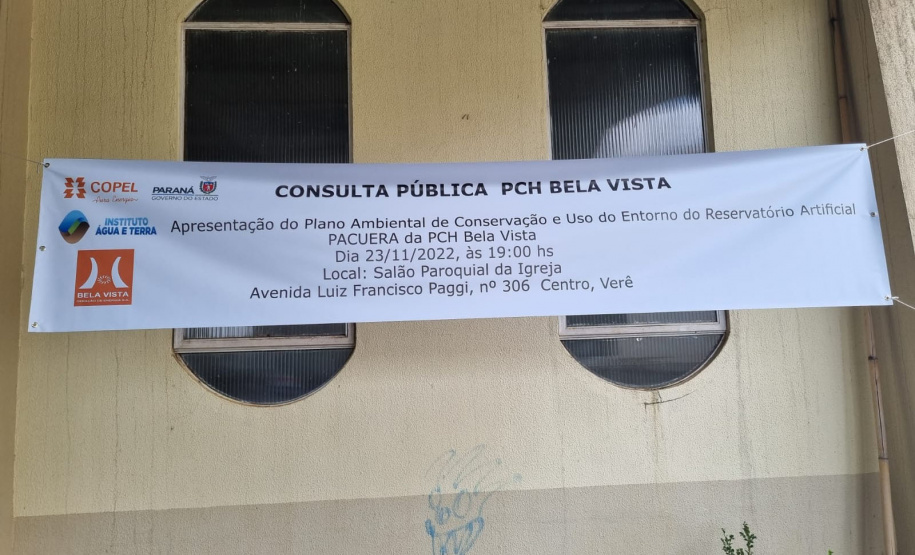 COPEL
Pura Energia
PARANÁ
GOVERNO DO ESTADO
INSTITUTO
ÁGUA E TERRA
BELA VISTA
CONSULTA PÚBLICA PCH BELA VISTA
Apresentação do Plano Ambiental de Conservação e Uso do Entorno do Reservatório Artificial
PACUERA da PCH Bela Vista
Dia 23/11/2022, às 19:00 hs
Local: Salão Paroquial da Igreja
Avenida Luiz Francisco Paggi, nº 306 Centro, Verê